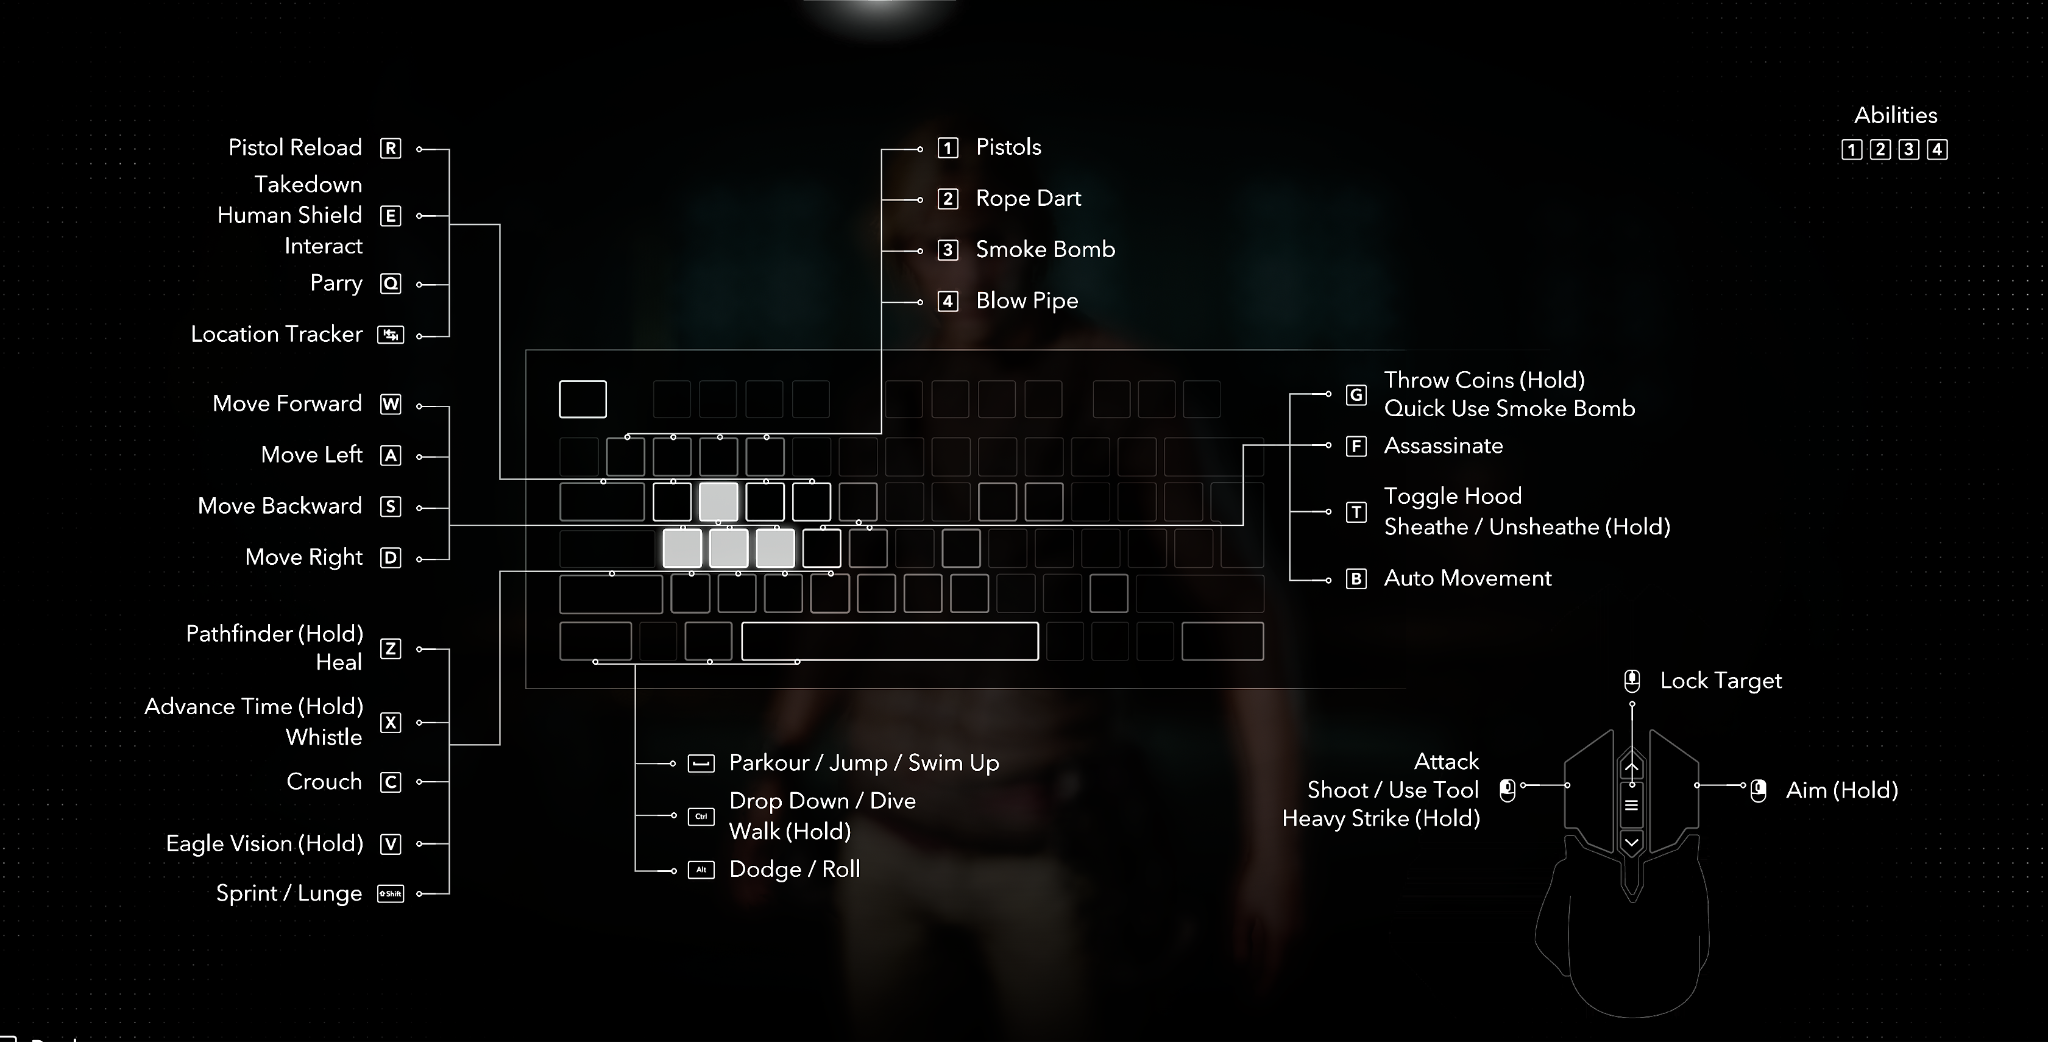 Pistol Reload R
Takedown
Human Shield E
Interact
Parry Q
Location Tracker
Move Forward W
Move Left A
Move Backward S
Move Right D
Pathfinder (Hold)
Heal
Z
Advance Time (Hold)
Whistle
X
Crouch C
Eagle Vision (Hold) V
Sprint / Lunge Shift
1 Pistols
2 Rope Dart
3 Smoke Bomb
4 Blow Pipe
Abilities
1 2 3 4
G
Throw Coins (Hold)
Quick Use Smoke Bomb
F Assassinate
T
Toggle Hood
Sheathe / Unsheathe (Hold)
B Auto Movement
Parkour / Jump / Swim Up
Ctrl
Drop Down / Dive
Walk (Hold)
Alt Dodge / Roll
Lock Target
Attack
Shoot / Use Tool
Heavy Strike (Hold)
Aim (Hold)